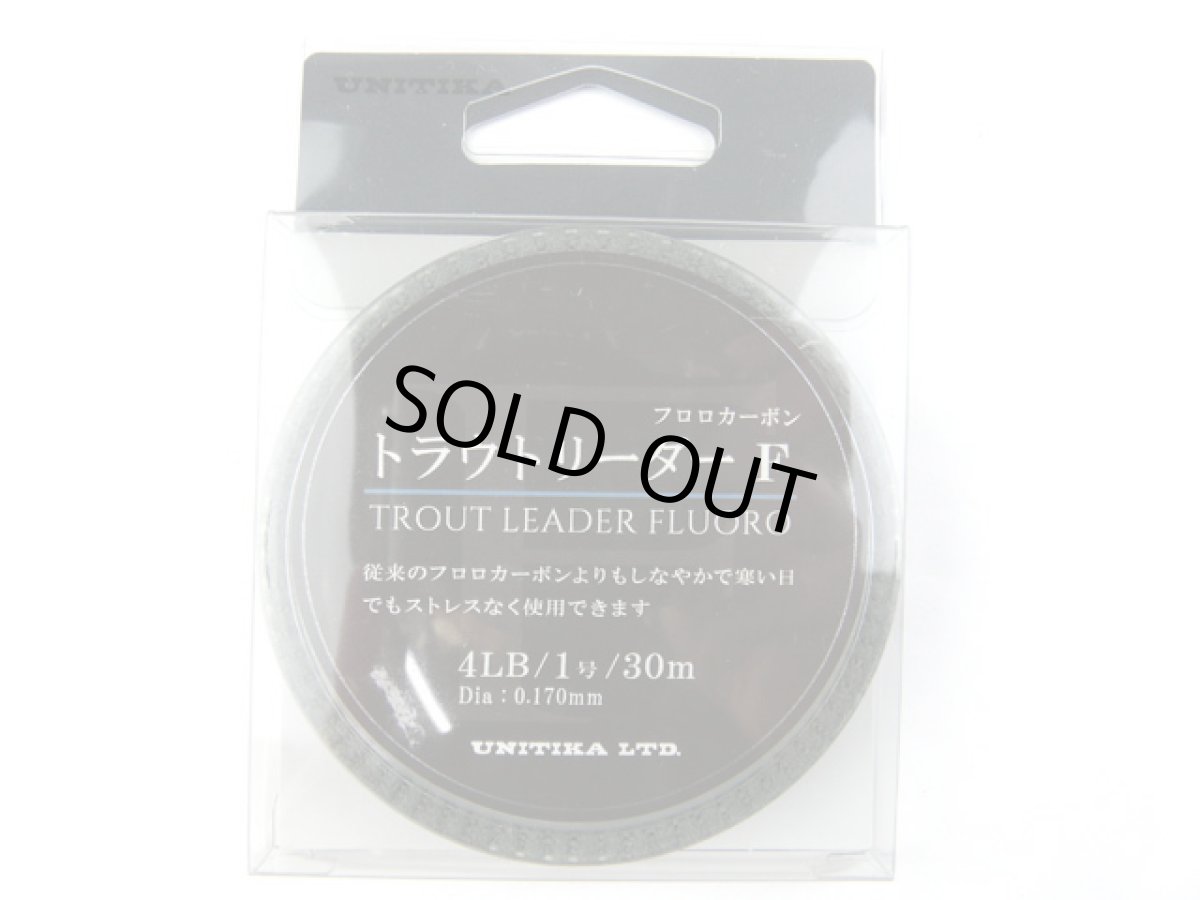 UNITIKA
フロロカーボン
トラウトリーダー F
SOLD OUT
TROUT LEADER FLUORO
従来のフロロカーボンよりもしなやかで寒い日
でもストレスなく使用できます
4LB/1号/30m
Dia:0.170mm
UNITIKA LTD.